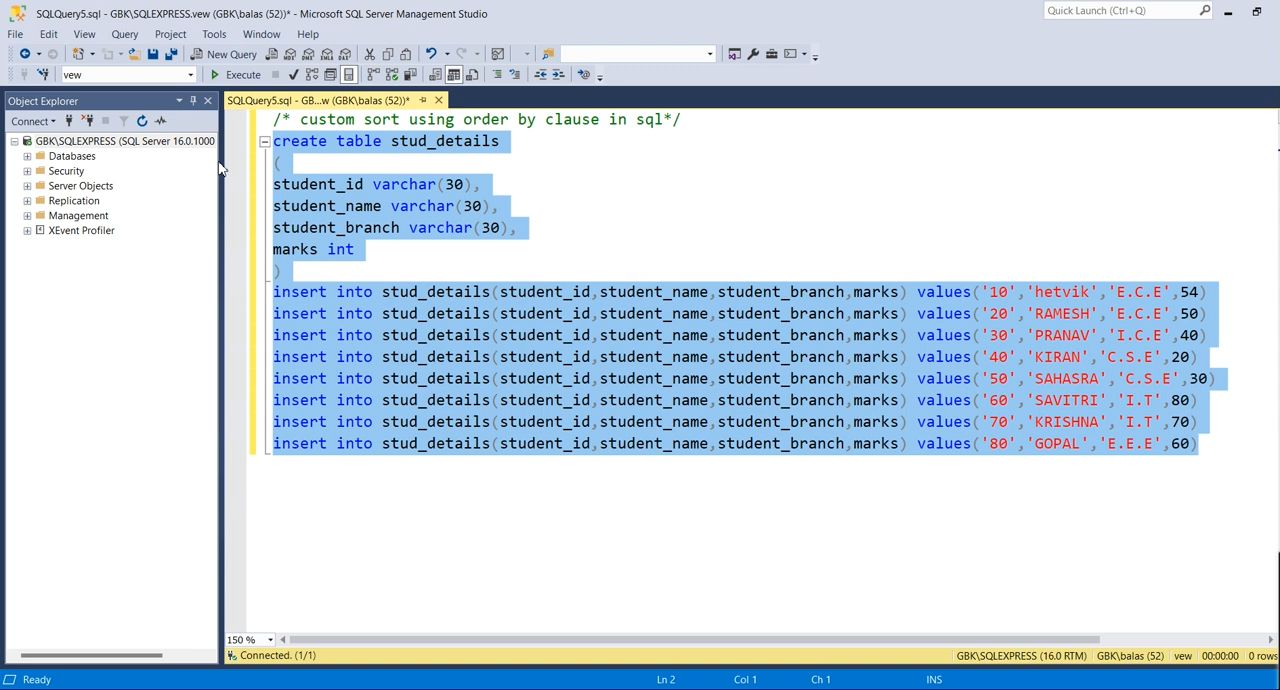 SQLQuery5.sql - GBK\SQLEXPRESS.vew (GBK\balas (52))* - Microsoft SQL Server Management Studio
Quick Launch (Ctrl+Q)
File Edit View Query Project Tools Window Help
New Query
vew Execute
Object Explorer
SQLQuery5.sql - GB...w (GBK\balas (52))*
Connect
GBK\SQLEXPRESS (SQL Server 16.0.1000
Databases
Security
Server Objects
Replication
Management
XEvent Profiler
/* custom sort using order by clause in sql*/
create table stud_details
(
student_id varchar(30),
student_name varchar(30),
student_branch varchar(30),
marks int
)
insert into stud_details(student_id,student_name,student_branch,marks) values('10','hetvik','E.C.E',54)
insert into stud_details(student_id,student_name,student_branch,marks) values('20','RAMESH','E.C.E',50)
insert into stud_details(student_id,student_name,student_branch,marks) values('30','PRANAV','I.C.E',40)
insert into stud_details(student_id,student_name,student_branch,marks) values('40','KIRAN','C.S.E',20)
insert into stud_details(student_id,student_name,student_branch,marks) values('50','SAHASRA','C.S.E',30)
insert into stud_details(student_id,student_name,student_branch,marks) values('60','SAVITRI','I.T',80)
insert into stud_details(student_id,student_name,student_branch,marks) values('70','KRISHNA','I.T',70)
insert into stud_details(student_id,student_name,student_branch,marks) values('80','GOPAL','E.E.E',60)
150 %
Connected. (1/1) GBK\SQLEXPRESS (16.0 RTM) GBK\balas (52) vew 00:00:00 0 rows
Ready Ln 2 Col 1 Ch 1 INS